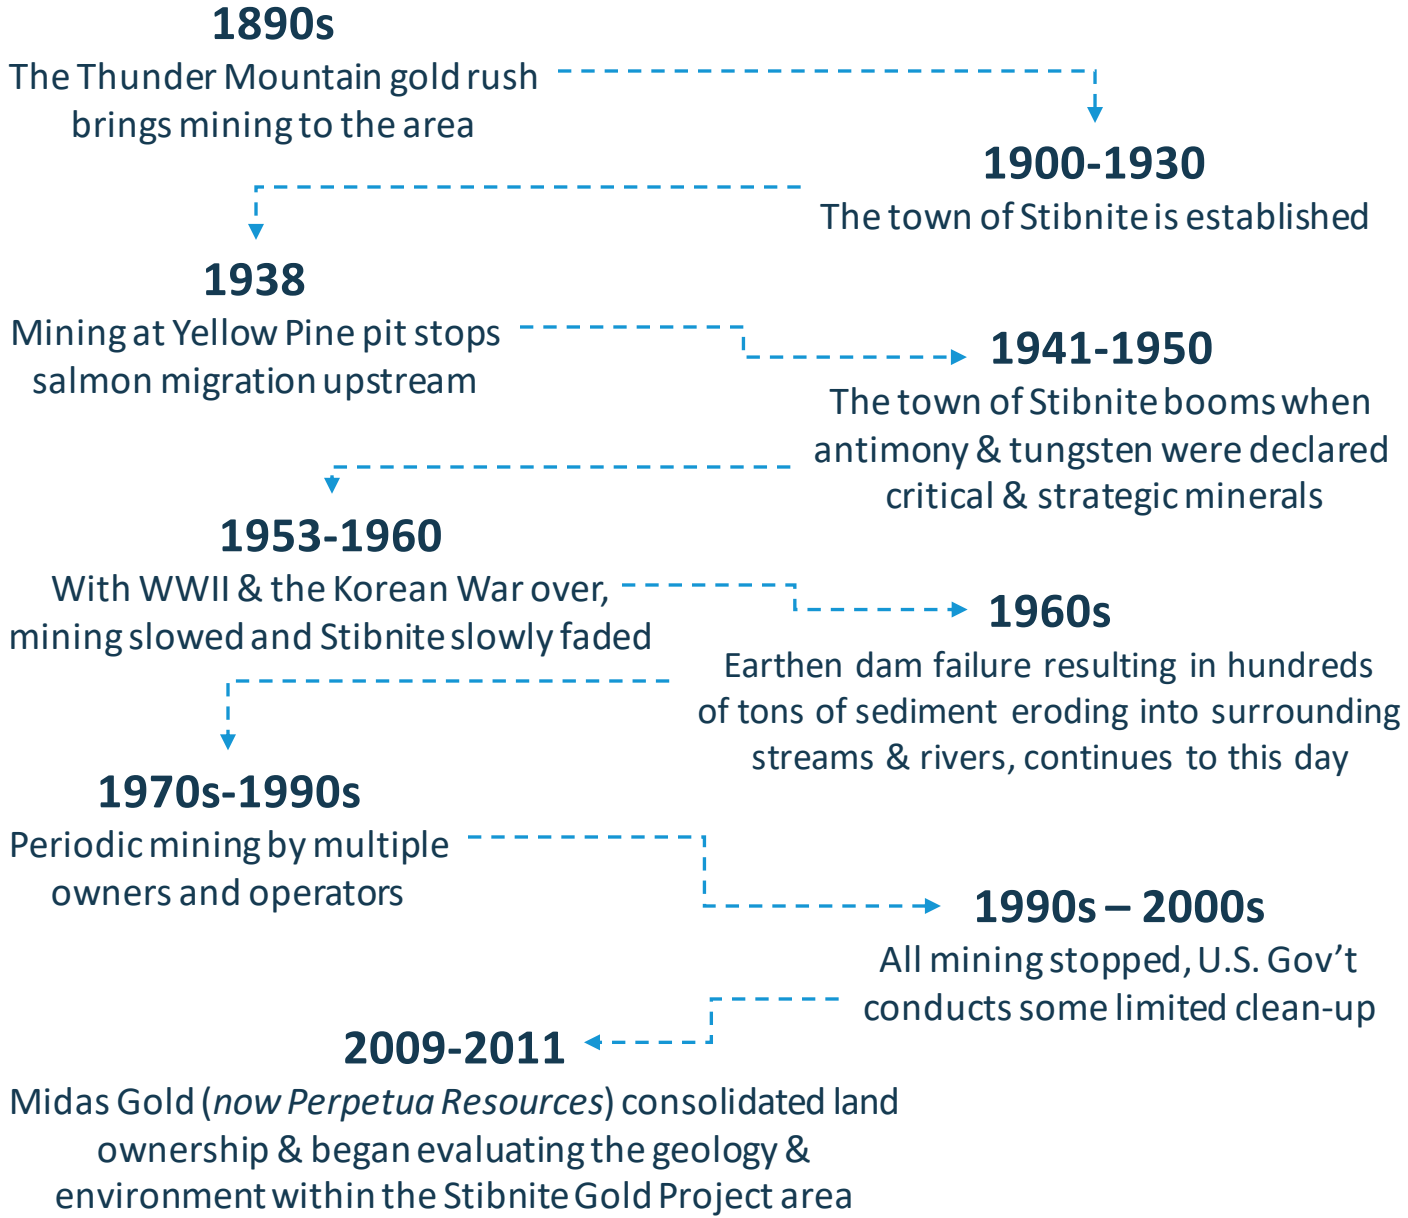 1890s
The Thunder Mountain gold rush
brings mining to the area
1900-1930
The town of Stibnite is established
1938
Mining at Yellow Pine pit stops
salmon migration upstream
1941-1950
The town of Stibnite booms when
antimony & tungsten were declared
critical & strategic minerals
1953-1960
With WWII & the Korean War over,
mining slowed and Stibnite slowly faded
1960s
Earthen dam failure resulting in hundreds
of tons of sediment eroding into surrounding
streams & rivers, continues to this day
1970s-1990s
Periodic mining by multiple
owners and operators
1990s – 2000s
All mining stopped, U.S. Gov’t
conducts some limited clean-up
2009-2011
Midas Gold (now Perpetua Resources) consolidated land
ownership & began evaluating the geology &
environment within the Stibnite Gold Project area